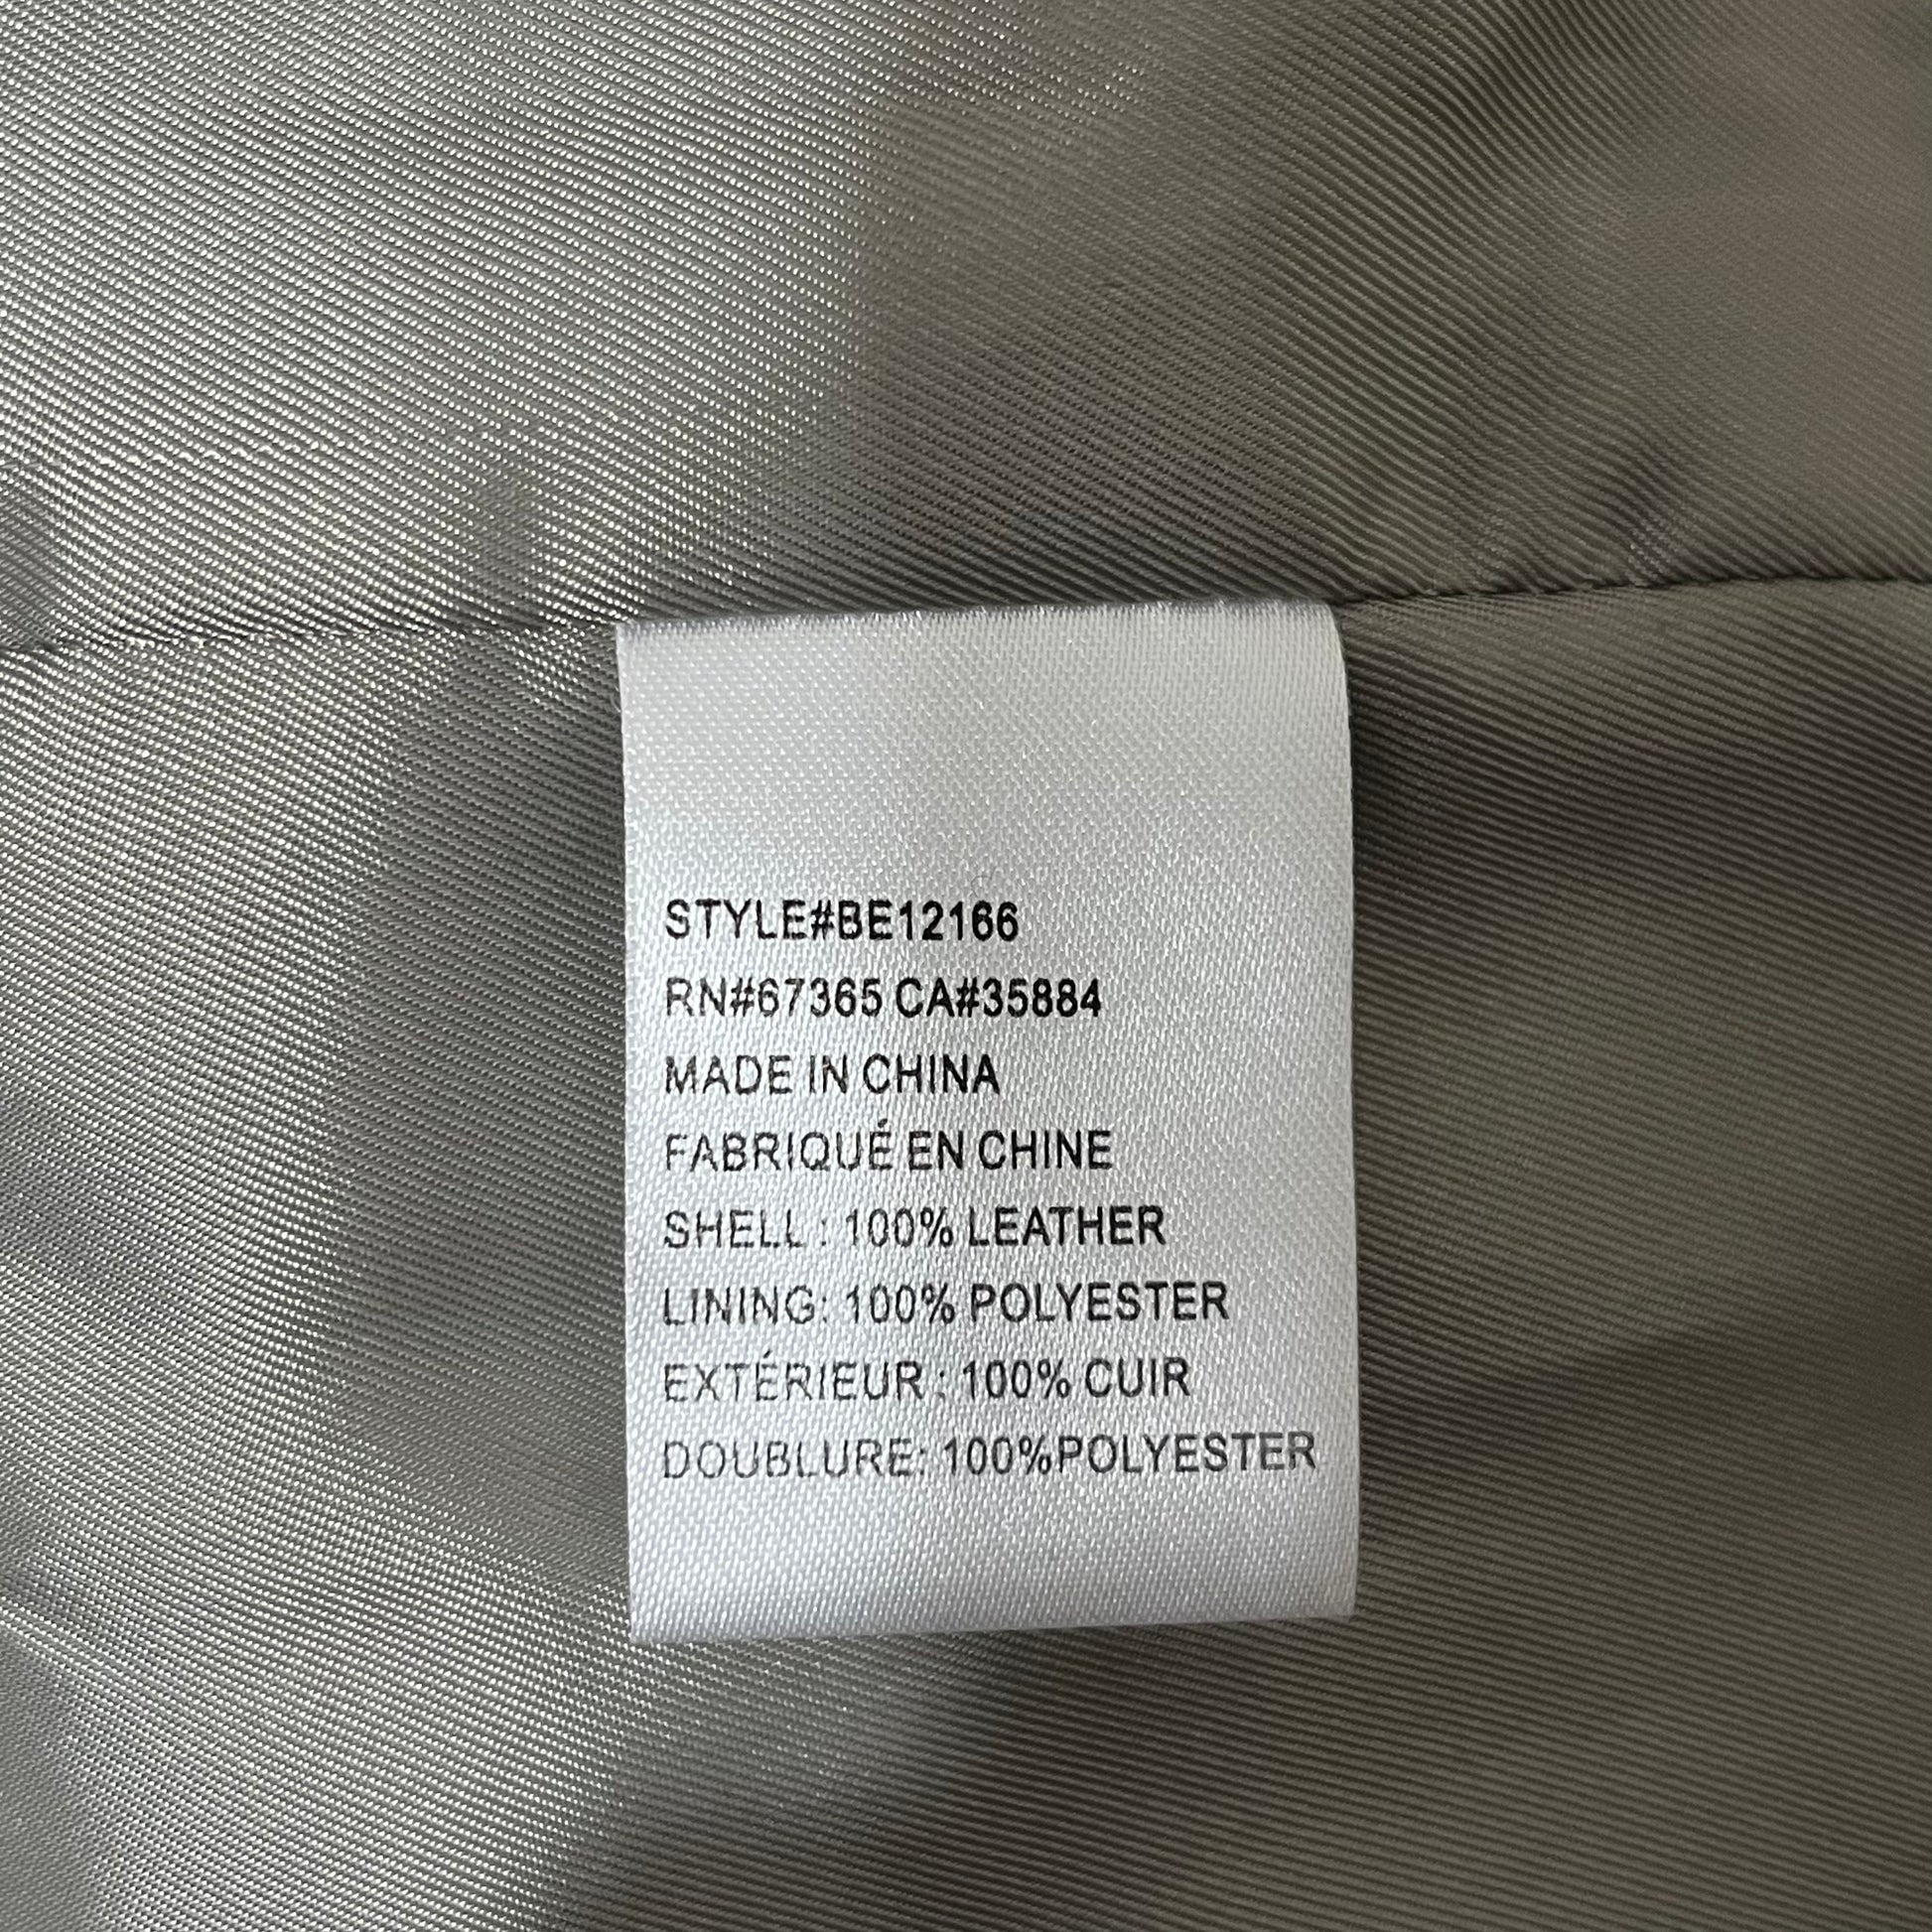 STYLE#BE12166
RN#67365 CA#35884
MADE IN CHINA
FABRIQUÉ EN CHINE
SHELL : 100% LEATHER
LINING: 100% POLYESTER
EXTÉRIEUR : 100% CUIR
DOUBLURE: 100%POLYESTER